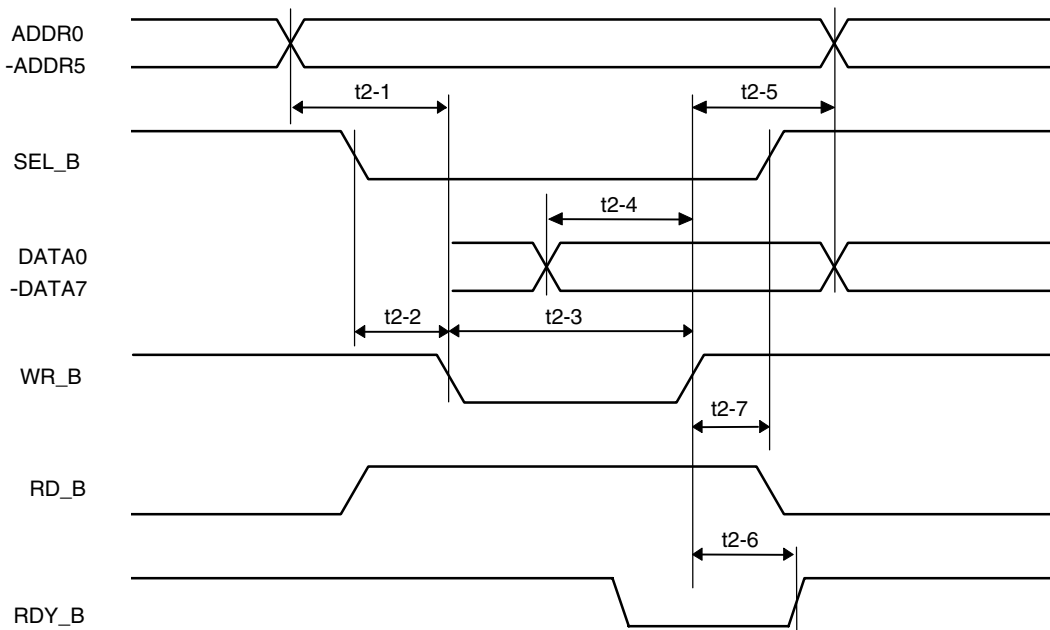 ADDR0
-ADDR5
t2-1
t2-5
SEL_B
t2-4
DATA0
-DATA7
t2-2
t2-3
WR_B
t2-7
RD_B
t2-6
RDY_B